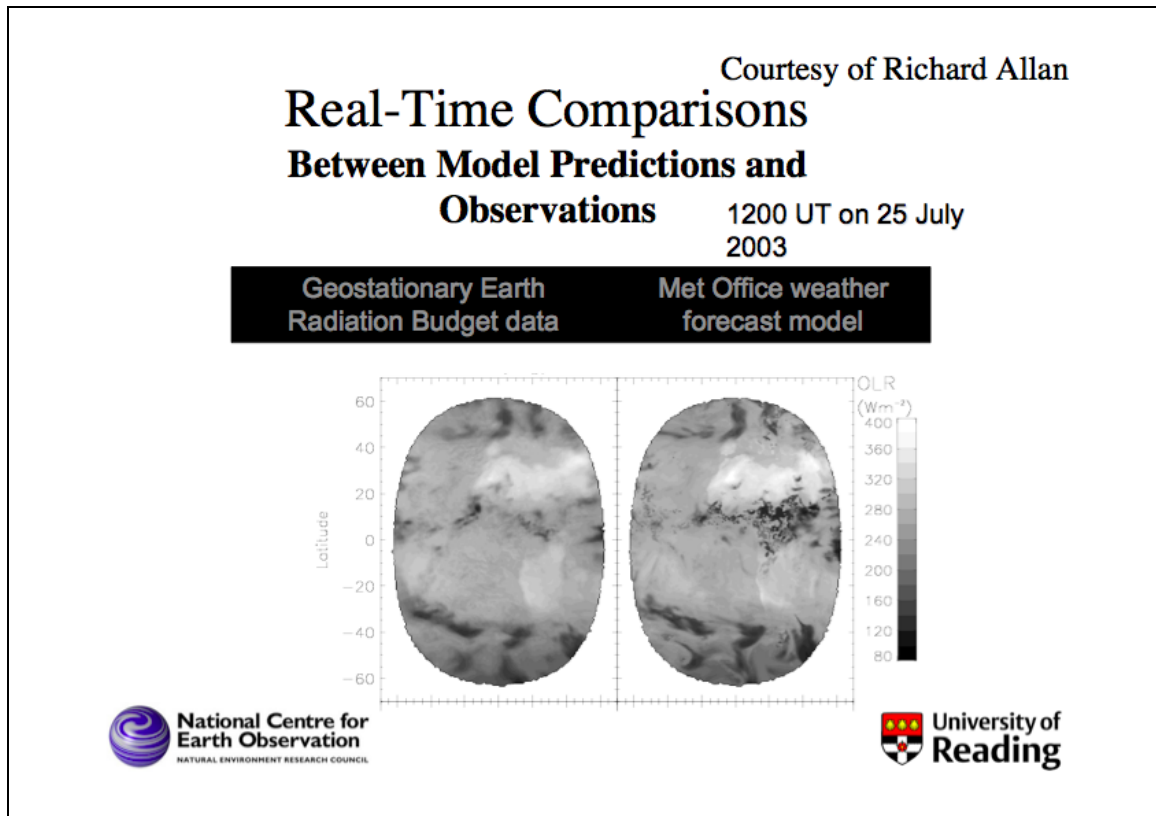 Courtesy of Richard Allan
Real-Time Comparisons
Between Model Predictions and
Observations
1200 UT on 25 July
2003
Geostationary Earth
Radiation Budget data
Met Office weather
forecast model
OLR
(Wm⁻²)
Latitude
60
40
20
0
−20
−40
−60
400
360
320
280
240
200
160
120
80
National Centre for
Earth Observation
NATURAL ENVIRONMENT RESEARCH COUNCIL
University of
Reading